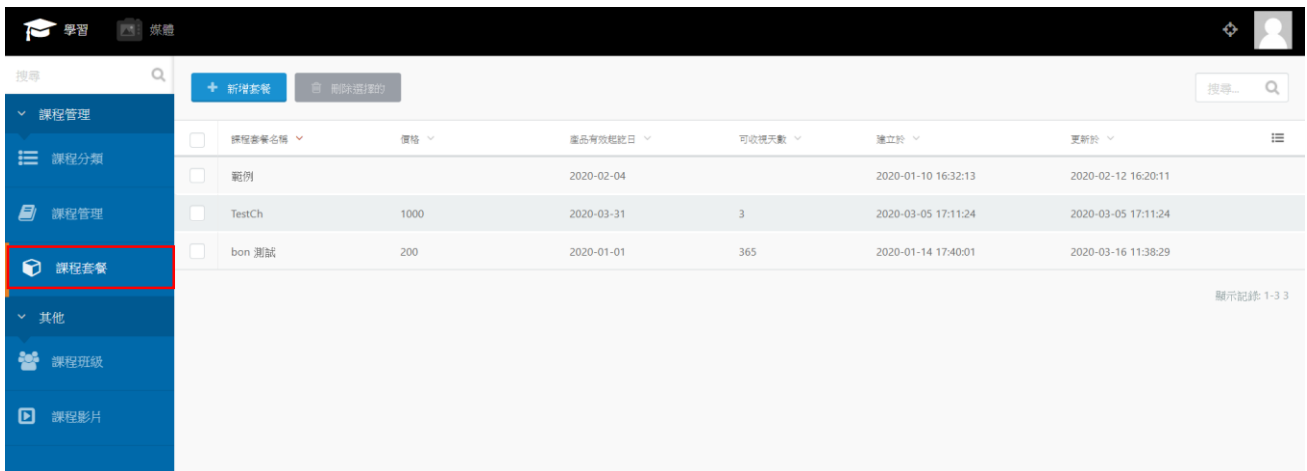 學習 媒體
搜尋
新增套餐 刪除選擇的 搜尋...
課程管理
課程套餐名稱 價格 產品有效起訖日 可收視天數 建立於 更新於
課程分類
範例 2020-02-04 2020-01-10 16:32:13 2020-02-12 16:20:11
課程管理
TestCh 1000 2020-03-31 3 2020-03-05 17:11:24 2020-03-05 17:11:24
bon 測試 200 2020-01-01 365 2020-01-14 17:40:01 2020-03-16 11:38:29
課程套餐
顯示記錄: 1-3 3
其他
課程班級
課程影片